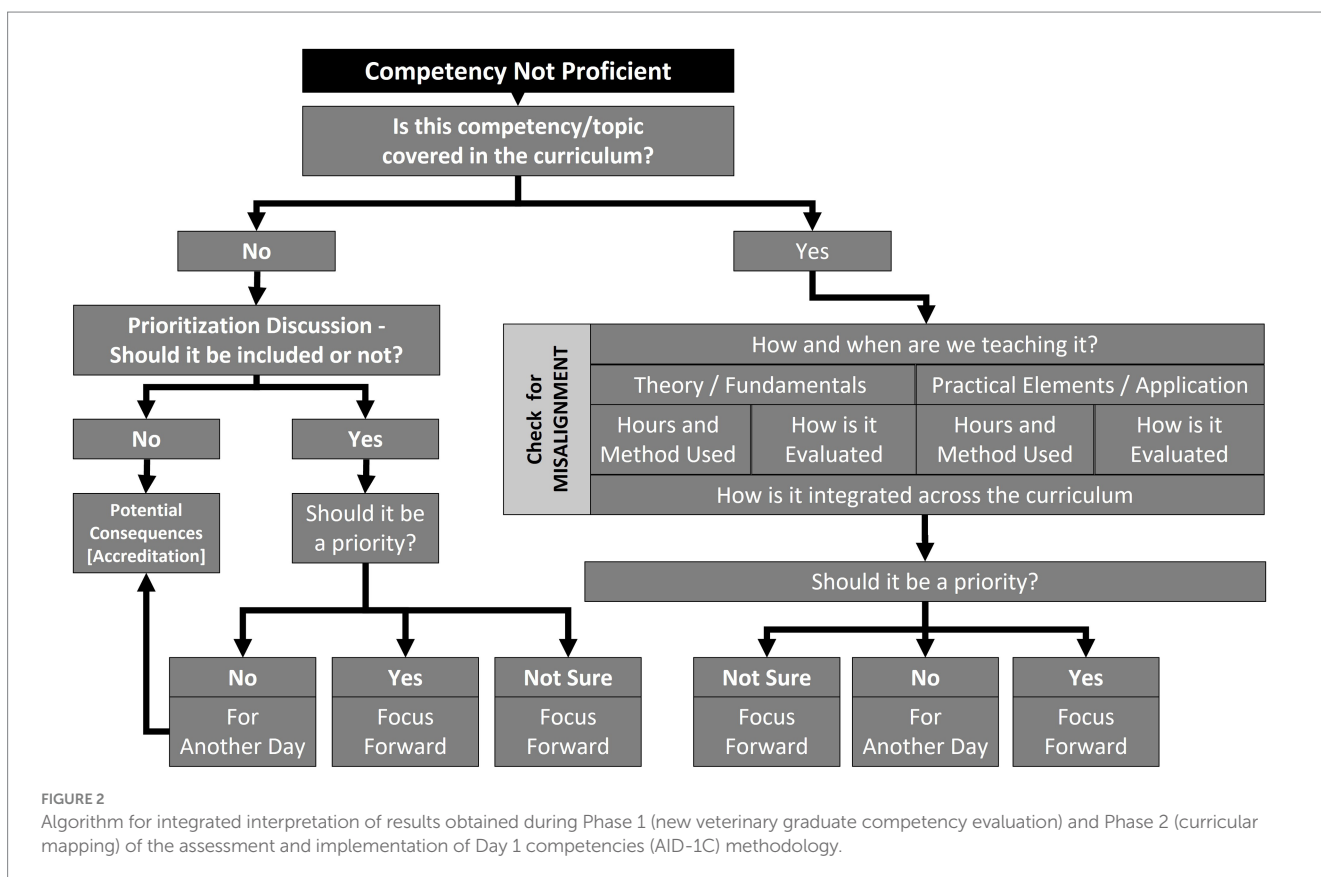 Competency Not Proficient
Is this competency/topic
covered in the curriculum?
No
Yes
Prioritization Discussion -
Should it be included or not?
No
Yes
Potential
Consequences
[Accreditation]
Should it be
a priority?
No
For
Another Day
Yes
Focus
Forward
Not Sure
Focus
Forward
Check for
MISALIGNMENT
How and when are we teaching it?
Theory / Fundamentals
Practical Elements / Application
Hours and
Method Used
How is it
Evaluated
Hours and
Method Used
How is it
Evaluated
How is it integrated across the curriculum
Should it be a priority?
Not Sure
Focus
Forward
No
For
Another Day
Yes
Focus
Forward
FIGURE 2
Algorithm for integrated interpretation of results obtained during Phase 1 (new veterinary graduate competency evaluation) and Phase 2 (curricular
mapping) of the assessment and implementation of Day 1 competencies (AID-1C) methodology.